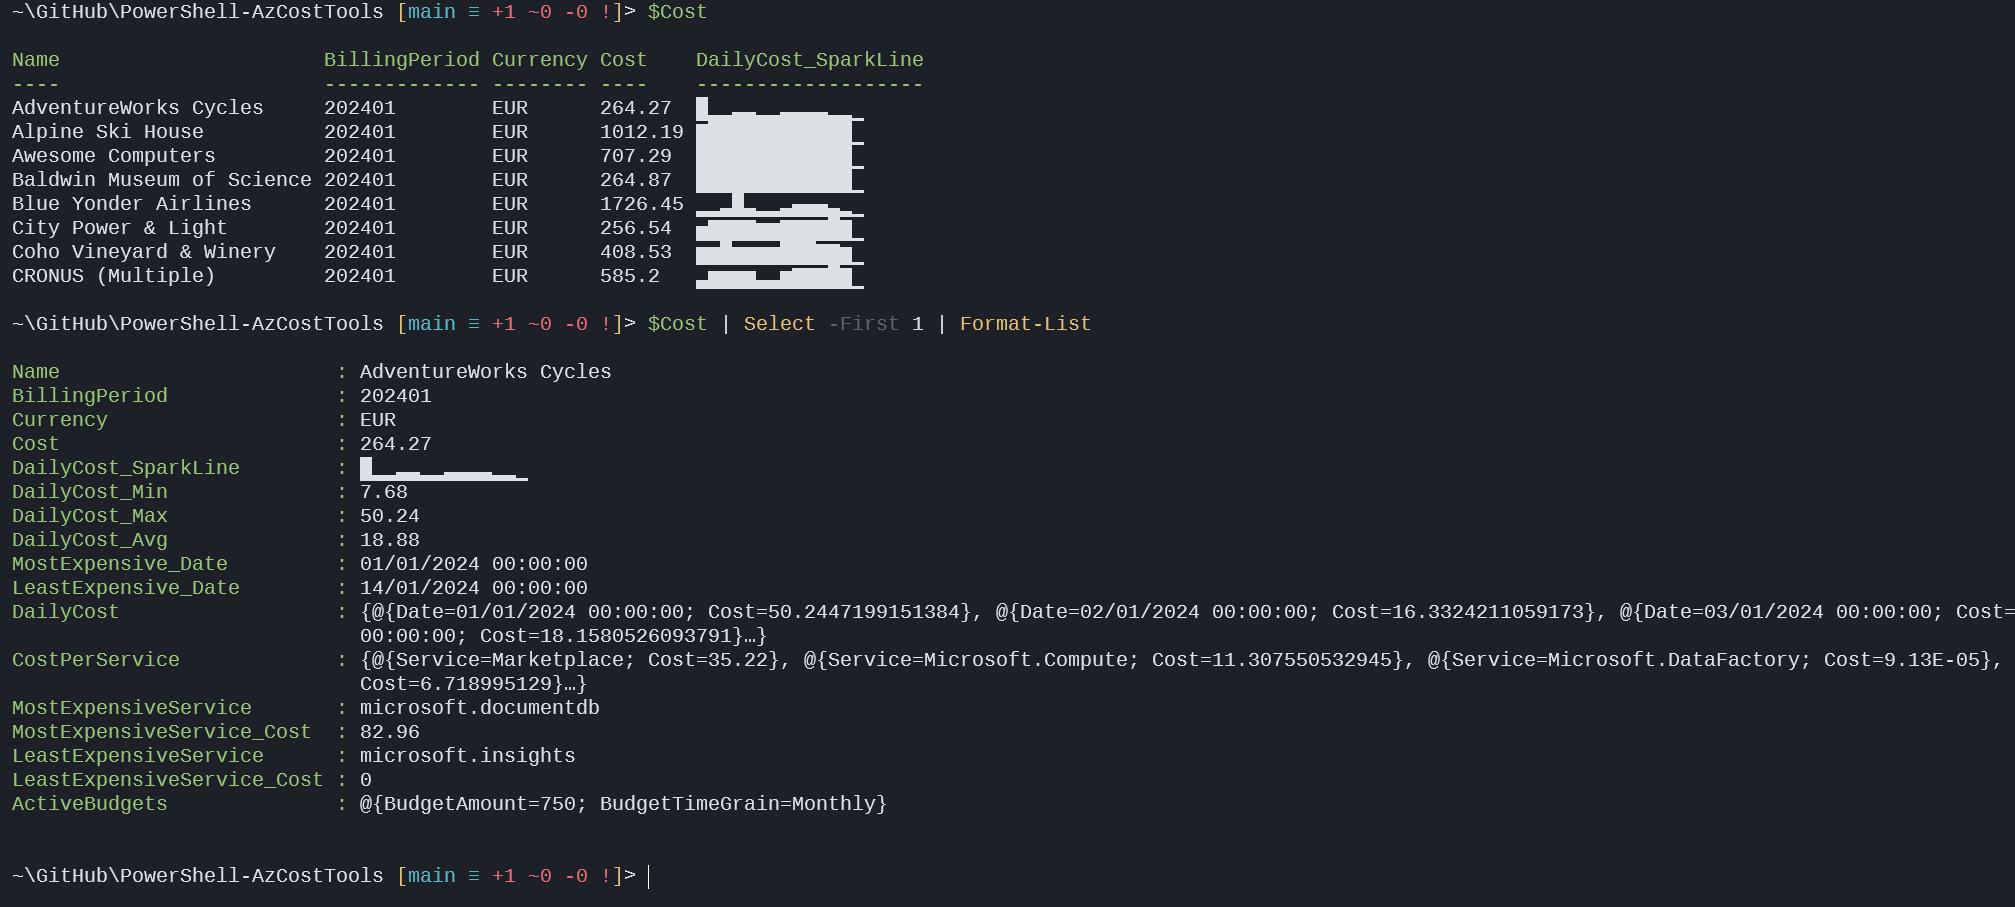 ~\GitHub\PowerShell-AzCostTools [main ≡ +1 ~0 -0 !]> $Cost
Name                      BillingPeriod Currency Cost    DailyCost_SparkLine
----                      ------------- -------- ----    -------------------
AdventureWorks Cycles     202401        EUR      264.27
Alpine Ski House          202401        EUR      1012.19
Awesome Computers         202401        EUR      707.29
Baldwin Museum of Science 202401        EUR      264.87
Blue Yonder Airlines      202401        EUR      1726.45
City Power & Light        202401        EUR      256.54
Coho Vineyard & Winery    202401        EUR      408.53
CRONUS (Multiple)         202401        EUR      585.2
~\GitHub\PowerShell-AzCostTools [main ≡ +1 ~0 -0 !]> $Cost | Select -First 1 | Format-List
Name                       : AdventureWorks Cycles
BillingPeriod              : 202401
Currency                   : EUR
Cost                       : 264.27
DailyCost_SparkLine        :
DailyCost_Min              : 7.68
DailyCost_Max              : 50.24
DailyCost_Avg              : 18.88
MostExpensive_Date         : 01/01/2024 00:00:00
LeastExpensive_Date        : 14/01/2024 00:00:00
DailyCost                  : {@{Date=01/01/2024 00:00:00; Cost=50.2447199151384}, @{Date=02/01/2024 00:00:00; Cost=16.3324211059173}, @{Date=03/01/2024 00:00:00; Cost=
                             00:00:00; Cost=18.1580526093791}…}
CostPerService             : {@{Service=Marketplace; Cost=35.22}, @{Service=Microsoft.Compute; Cost=11.307550532945}, @{Service=Microsoft.DataFactory; Cost=9.13E-05},
                             Cost=6.718995129}…}
MostExpensiveService       : microsoft.documentdb
MostExpensiveService_Cost  : 82.96
LeastExpensiveService      : microsoft.insights
LeastExpensiveService_Cost : 0
ActiveBudgets              : @{BudgetAmount=750; BudgetTimeGrain=Monthly}
~\GitHub\PowerShell-AzCostTools [main ≡ +1 ~0 -0 !]>